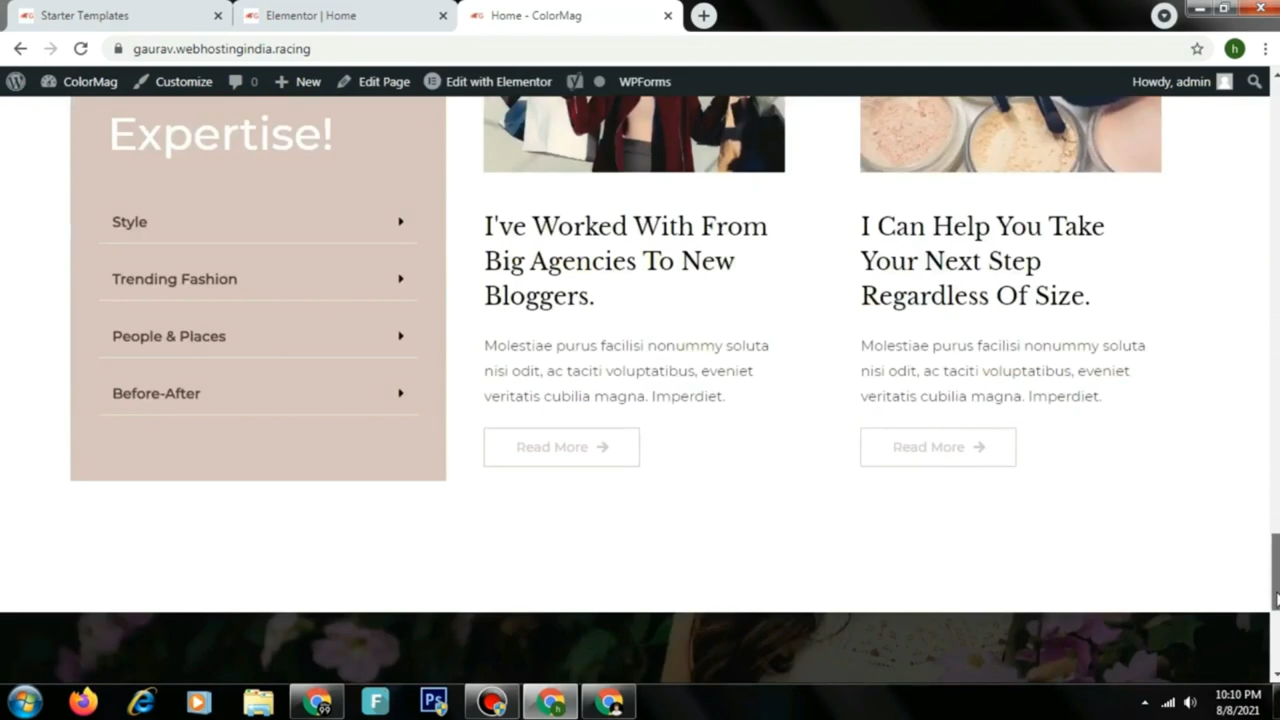 Starter Templates
Elementor | Home
Home - ColorMag
gaurav.webhostingindia.racing
h
ColorMag
Customize
0
New
Edit Page
Edit with Elementor
WPForms
Howdy, admin
Expertise!
Style
Trending Fashion
People & Places
Before-After
I've Worked With From
Big Agencies To New
Bloggers.
Molestiae purus facilisi nonummy soluta
nisi odit, ac taciti voluptatibus, eveniet
veritatis cubilia magna. Imperdiet.
Read More
I Can Help You Take
Your Next Step
Regardless Of Size.
Molestiae purus facilisi nonummy soluta
nisi odit, ac taciti voluptatibus, eveniet
veritatis cubilia magna. Imperdiet.
Read More
99
F
Ps
h
10:10 PM
8/8/2021